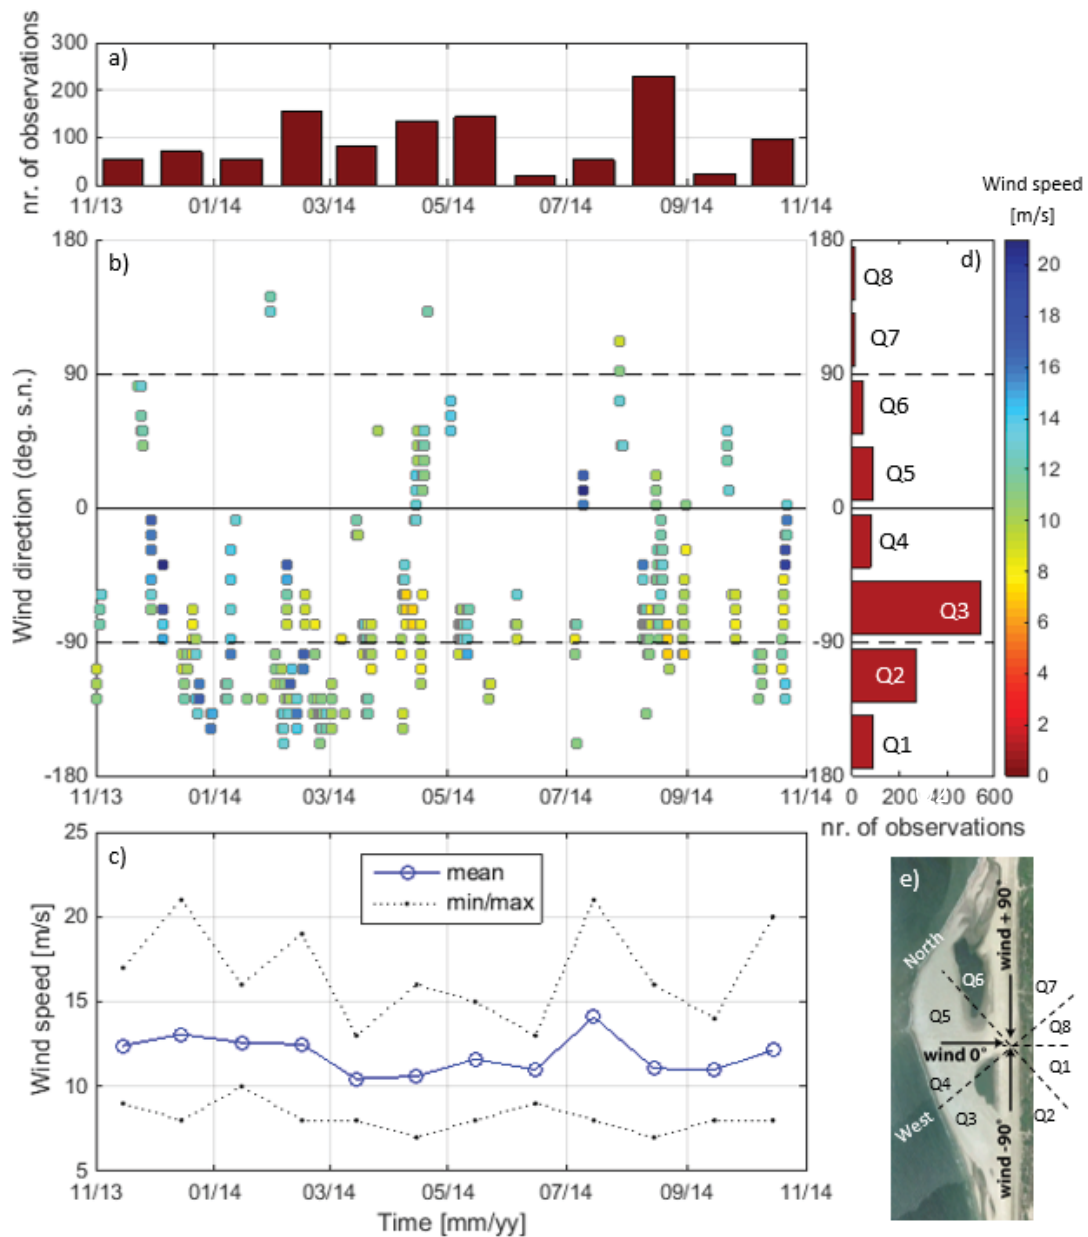 a)
nr. of observations
300
200
100
0
11/13 01/14 03/14 05/14 07/14 09/14 11/14
Wind speed
[m/s]
b)
Wind direction (deg. s.n.)
180
90
0
-90
-180
11/13 01/14 03/14 05/14 07/14 09/14 11/14
d)
180
90
0
-90
180
Q8
Q7
Q6
Q5
Q4
Q3
Q2
Q1
0 200 400 600
nr. of observations
20
18
16
14
12
10
8
6
4
2
0
c)
Wind speed [m/s]
25
20
15
10
5
mean
min/max
11/13 01/14 03/14 05/14 07/14 09/14 11/14
Time [mm/yy]
e)
North
wind + 90°
Q6
Q7
Q5
Q8
wind 0°
Q1
Q4
West
Q3
Q2
wind -90°